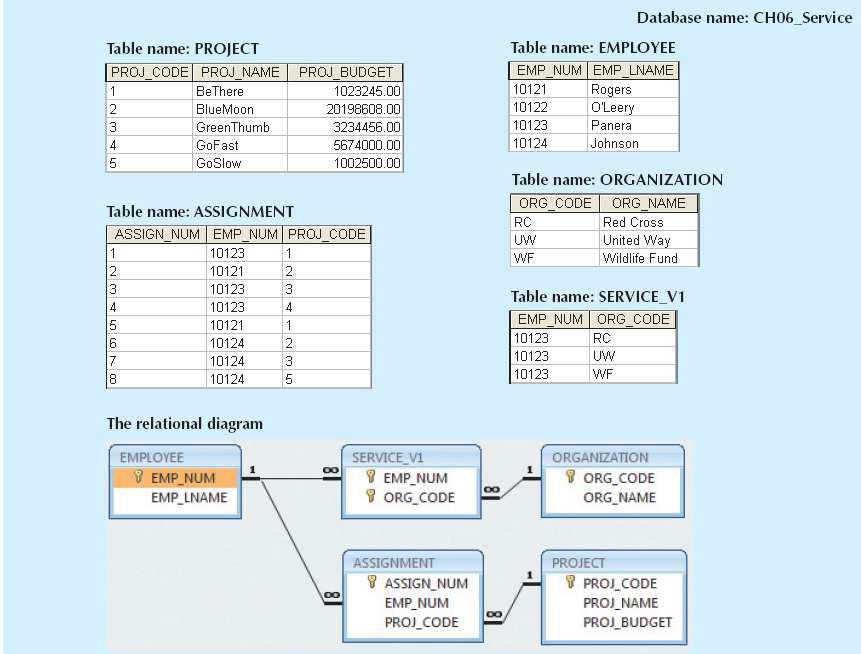 Database name: CH06_Service
Table name: PROJECT
PROJ_CODE PROJ_NAME PROJ_BUDGET
1 BeThere 1023245.00
2 BlueMoon 20198608.00
3 GreenThumb 3234456.00
4 GoFast 5674000.00
5 GoSlow 1002500.00
Table name: EMPLOYEE
EMP_NUM EMP_LNAME
10121 Rogers
10122 O'Leery
10123 Panera
10124 Johnson
Table name: ORGANIZATION
ORG_CODE ORG_NAME
RC Red Cross
UW United Way
WF Wildlife Fund
Table name: ASSIGNMENT
ASSIGN_NUM EMP_NUM PROJ_CODE
1 10123 1
2 10121 2
3 10123 3
4 10123 4
5 10121 1
6 10124 2
7 10124 3
8 10124 5
Table name: SERVICE_V1
EMP_NUM ORG_CODE
10123 RC
10123 UW
10123 WF
The relational diagram
EMPLOYEE
EMP_NUM
EMP_LNAME
1
∞
SERVICE_V1
EMP_NUM
ORG_CODE
∞
1
ORGANIZATION
ORG_CODE
ORG_NAME
∞
ASSIGNMENT
ASSIGN_NUM
EMP_NUM
PROJ_CODE
∞
1
PROJECT
PROJ_CODE
PROJ_NAME
PROJ_BUDGET